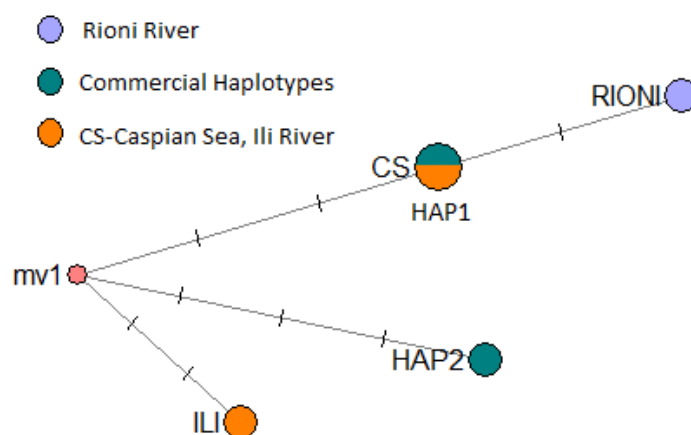 Rioni River
Commercial Haplotypes
CS-Caspian Sea, Ili River
RIONI
CS
HAP1
mv1
HAP2
ILI